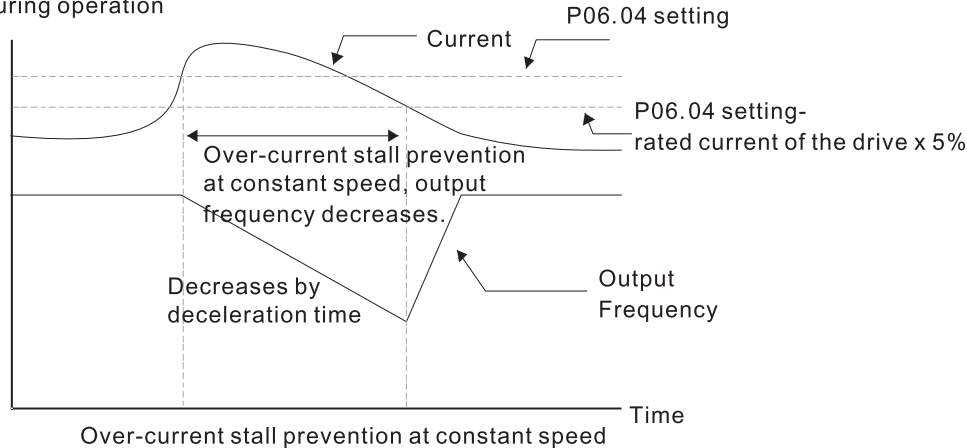 uring operation
P06.04 setting
Current
P06.04 setting-
rated current of the drive x 5%
Over-current stall prevention
at constant speed, output
frequency decreases.
Decreases by
deceleration time
Output
Frequency
Time
Over-current stall prevention at constant speed